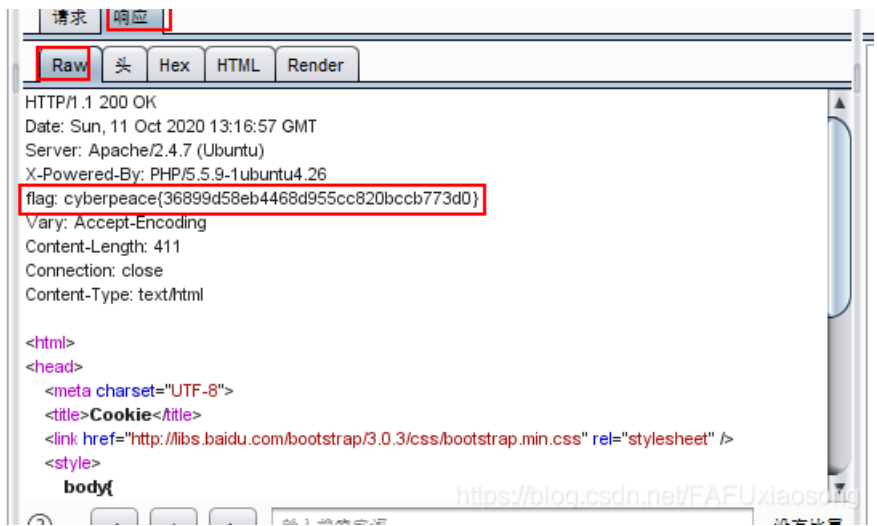 请求 响应
Raw 头 Hex HTML Render
HTTP/1.1 200 OK
Date: Sun, 11 Oct 2020 13:16:57 GMT
Server: Apache/2.4.7 (Ubuntu)
X-Powered-By: PHP/5.5.9-1ubuntu4.26
flag: cyberpeace{36899d58eb4468d955cc820bccb773d0}
Vary: Accept-Encoding
Content-Length: 411
Connection: close
Content-Type: text/html
<html>
<head>
<meta charset="UTF-8">
<title>Cookie</title>
<link href="http://libs.baidu.com/bootstrap/3.0.3/css/bootstrap.min.css" rel="stylesheet" />
<style>
body{
https://blog.csdn.net/FAFUxiaosong